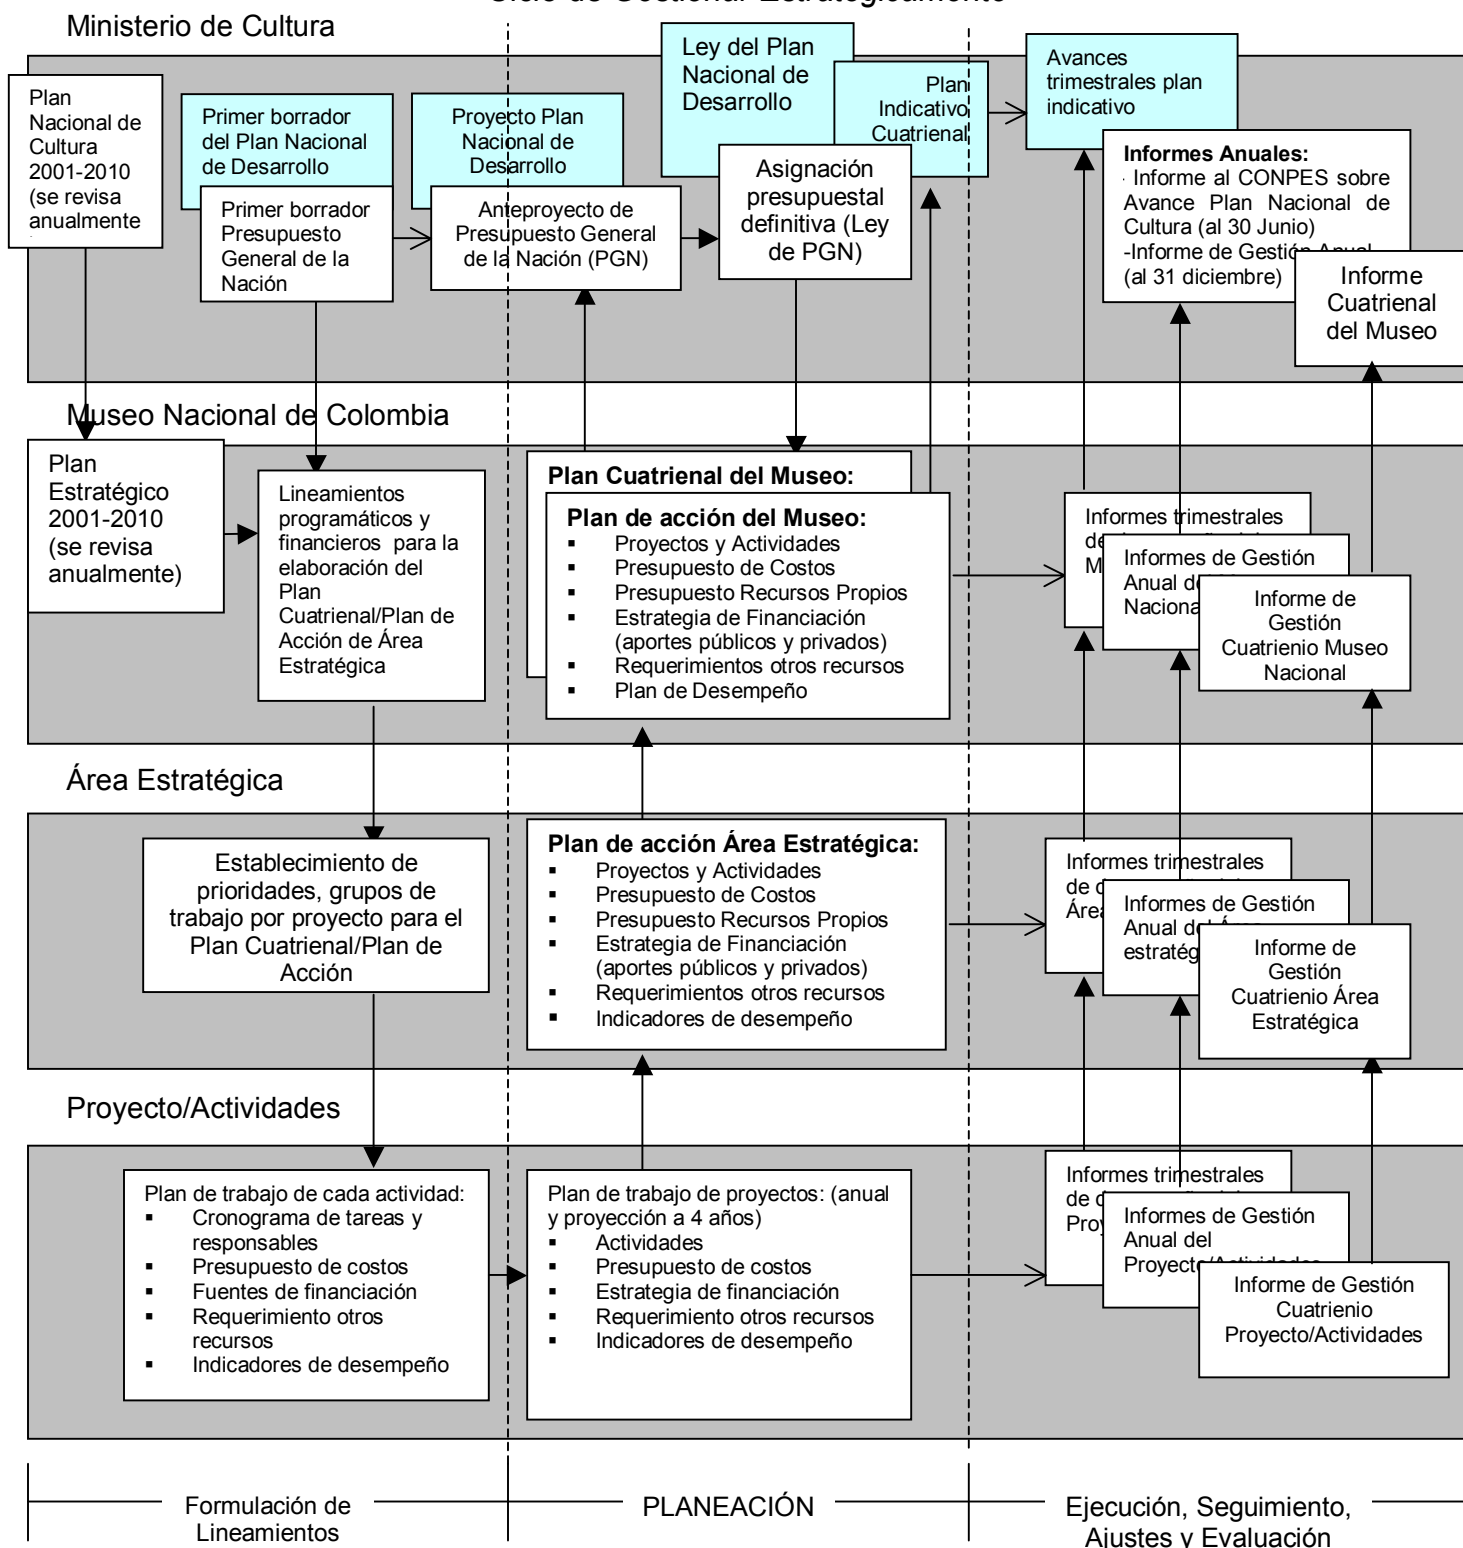 Ministerio de Cultura
Plan
Nacional de
Cultura
2001-2010
(se revisa
anualmente
Primer borrador
del Plan Nacional
de Desarrollo
Primer borrador
Presupuesto
General de la
Nación
Proyecto Plan
Nacional de
Desarrollo
Anteproyecto de
Presupuesto General
de la Nación (PGN)
Ley del Plan
Nacional de
Desarrollo
Plan
Indicativo
Cuatrienal
Asignación
presupuestal
definitiva (Ley
de PGN)
Avances
trimestrales plan
indicativo
Informes Anuales:
- Informe al CONPES sobre
Avance Plan Nacional de
Cultura (al 30 Junio)
-Informe de Gestión Anual
(al 31 diciembre)
Informe
Cuatrienal
del Museo
Museo Nacional de Colombia
Plan
Estratégico
2001-2010
(se revisa
anualmente)
Lineamientos
programáticos y
financieros para la
elaboración del
Plan
Cuatrienal/Plan de
Acción de Área
Estratégica
Plan Cuatrienal del Museo:
Plan de acción del Museo:
▪ Proyectos y Actividades
▪ Presupuesto de Costos
▪ Presupuesto Recursos Propios
▪ Estrategia de Financiación
(aportes públicos y privados)
▪ Requerimientos otros recursos
▪ Plan de Desempeño
Informes trimestrales
Informes de Gestión
Anual
Informe de
Gestión
Cuatrienio Museo
Nacional
Área Estratégica
Establecimiento de
prioridades, grupos de
trabajo por proyecto para el
Plan Cuatrienal/Plan de
Acción
Plan de acción Área Estratégica:
▪ Proyectos y Actividades
▪ Presupuesto de Costos
▪ Presupuesto Recursos Propios
▪ Estrategia de Financiación
(aportes públicos y privados)
▪ Requerimientos otros recursos
▪ Indicadores de desempeño
Informes trimestrales
de
Área
Informes de Gestión
Anual del Área
Informe de
Gestión
Cuatrienio Área
Estratégica
Proyecto/Actividades
Plan de trabajo de cada actividad:
▪ Cronograma de tareas y
responsables
▪ Presupuesto de costos
▪ Fuentes de financiación
▪ Requerimiento otros
recursos
▪ Indicadores de desempeño
Plan de trabajo de proyectos: (anual
y proyección a 4 años)
▪ Actividades
▪ Presupuesto de costos
▪ Estrategia de financiación
▪ Requerimiento otros recursos
▪ Indicadores de desempeño
Informes trimestrales
de
Informes de Gestión
Anual del
Proyecto/Actividades
Informe de Gestión
Cuatrienio
Proyecto/Actividades
Formulación de
Lineamientos
PLANEACIÓN
Ejecución, Seguimiento,
Ajustes y Evaluación